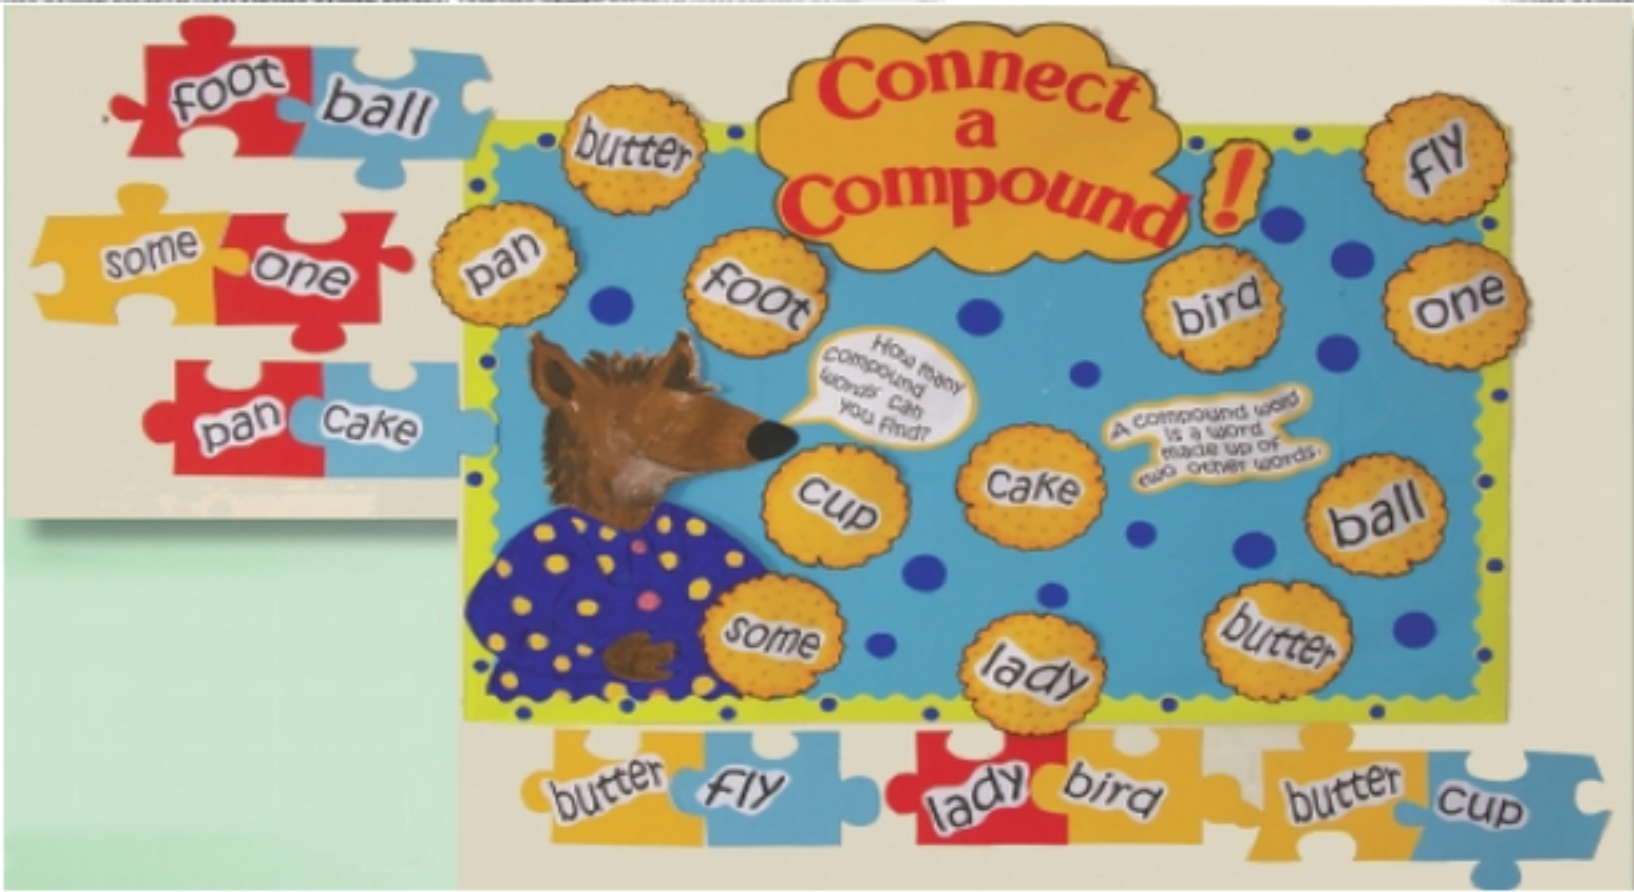 Connect
a
Compound!
foot ball
some one
pan cake
butter
fly
pan
foot
bird
one
How many
compound
words can
you find?
A compound word
is a word
made up of
two other words.
cup
cake
ball
some
lady
butter
butter fly
lady bird
butter cup